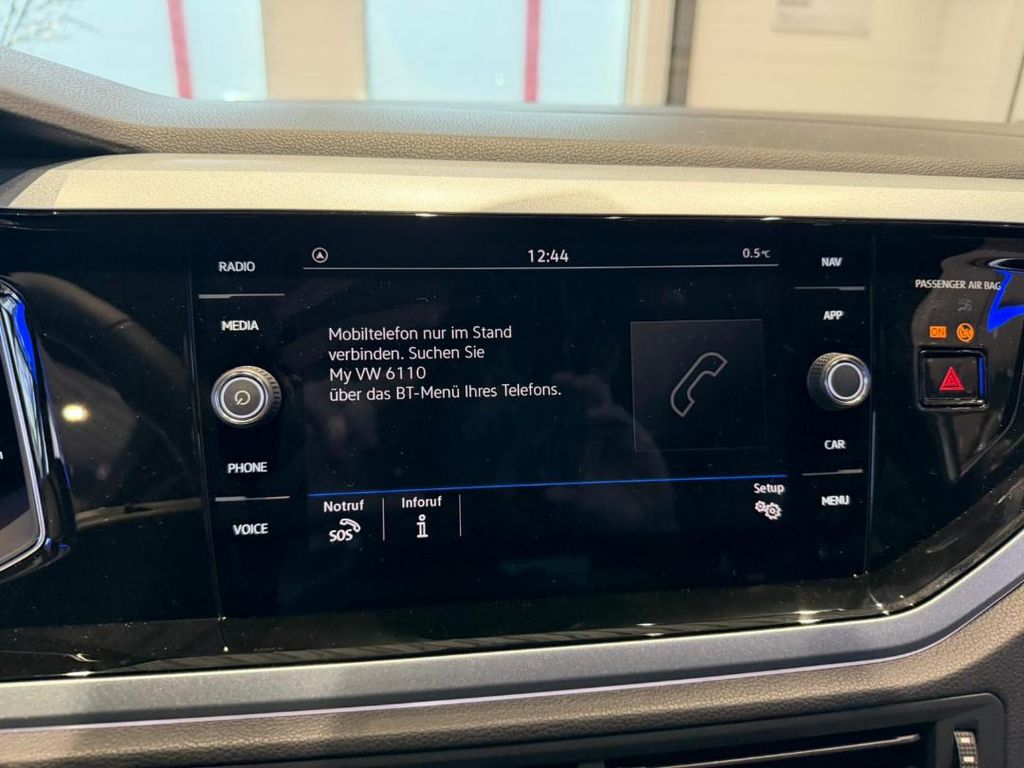 12:44
0.5°C
RADIO
MEDIA
PHONE
VOICE
Mobiltelefon nur im Stand
verbinden. Suchen Sie
My VW 6110
über das BT-Menü Ihres Telefons.
Notruf
SOS
Inforuf
i
Setup
NAV
APP
CAR
MENU
PASSENGER AIR BAG
ON